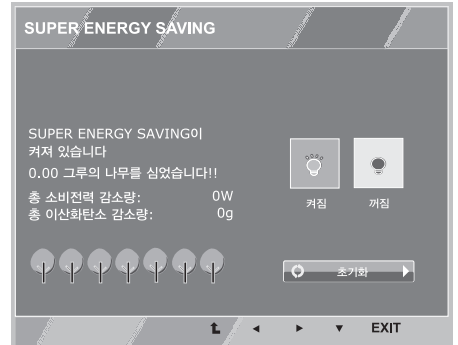 SUPER ENERGY SAVING
SUPER ENERGY SAVING이
켜져 있습니다
0.00 그루의 나무를 심었습니다!!
총 소비전력 감소량: 0W
총 이산화탄소 감소량: 0g
켜짐 꺼짐
초기화
EXIT